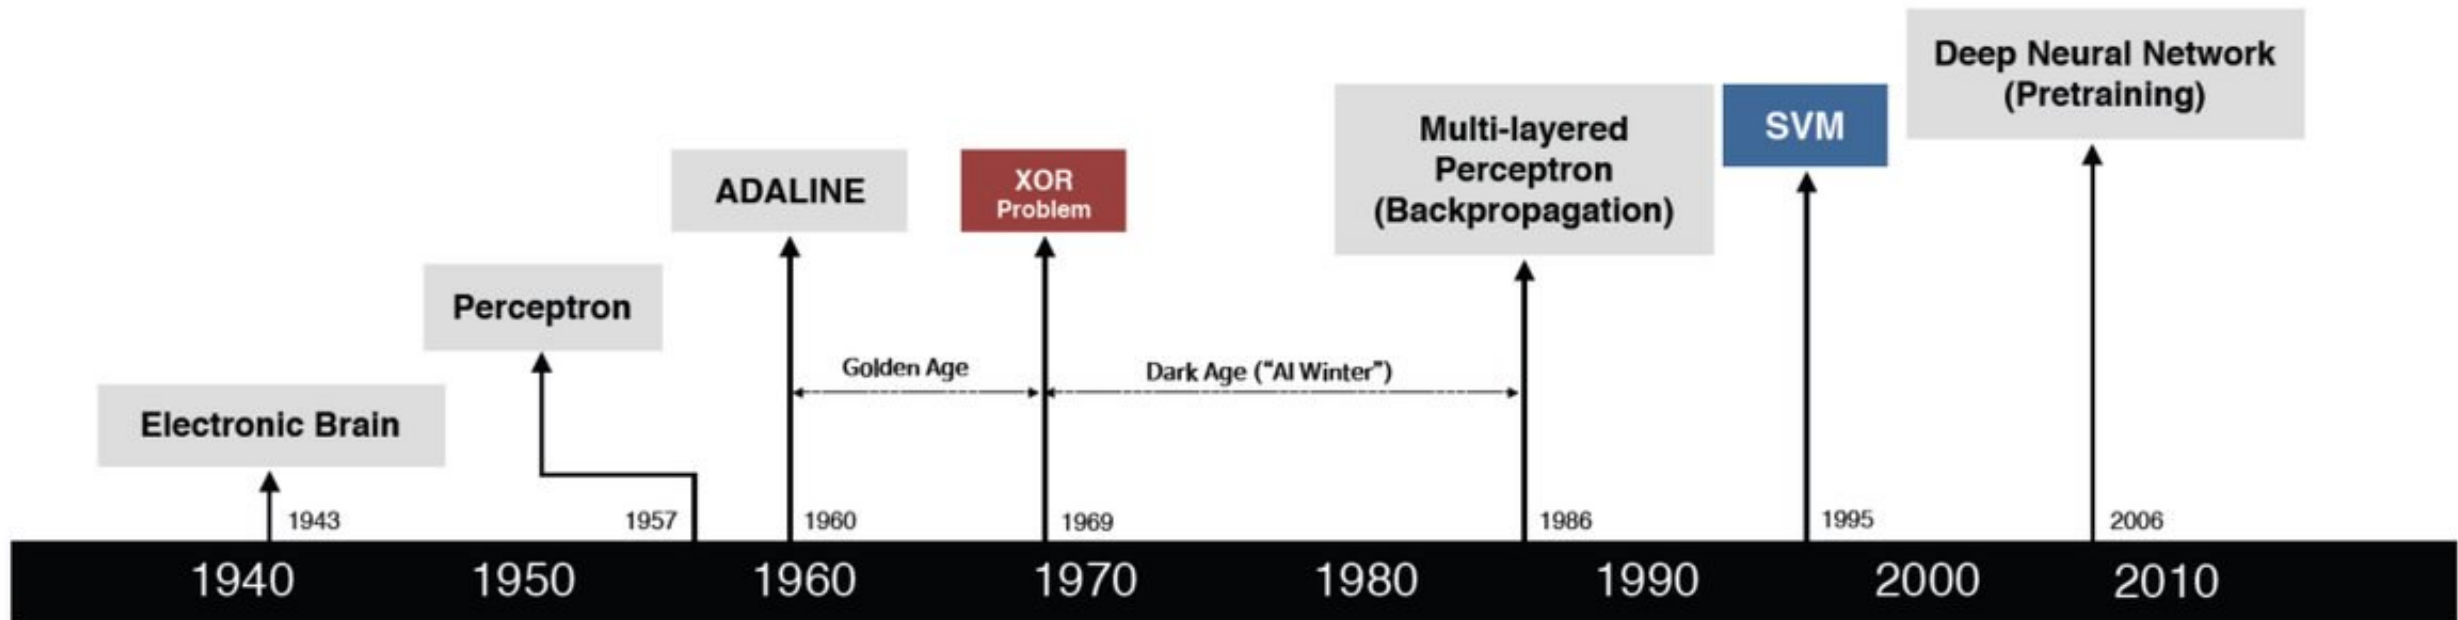 Deep Neural Network
(Pretraining)
Multi-layered
Perceptron
(Backpropagation)
SVM
ADALINE
XOR
Problem
Perceptron
Golden Age
Dark Age (“AI Winter”)
Electronic Brain
1943
1957
1960
1969
1986
1995
2006
1940 1950 1960 1970 1980 1990 2000 2010